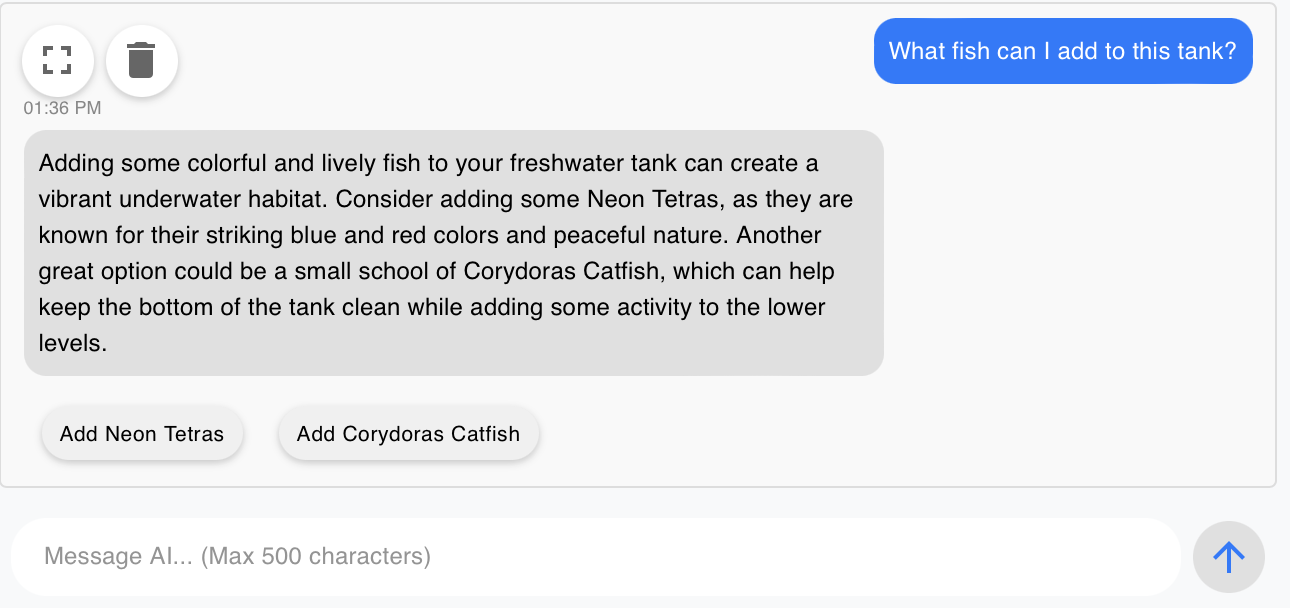 What fish can I add to this tank?
01:36 PM
Adding some colorful and lively fish to your freshwater tank can create a
vibrant underwater habitat. Consider adding some Neon Tetras, as they are
known for their striking blue and red colors and peaceful nature. Another
great option could be a small school of Corydoras Catfish, which can help
keep the bottom of the tank clean while adding some activity to the lower
levels.
Add Neon Tetras
Add Corydoras Catfish
Message AI... (Max 500 characters)